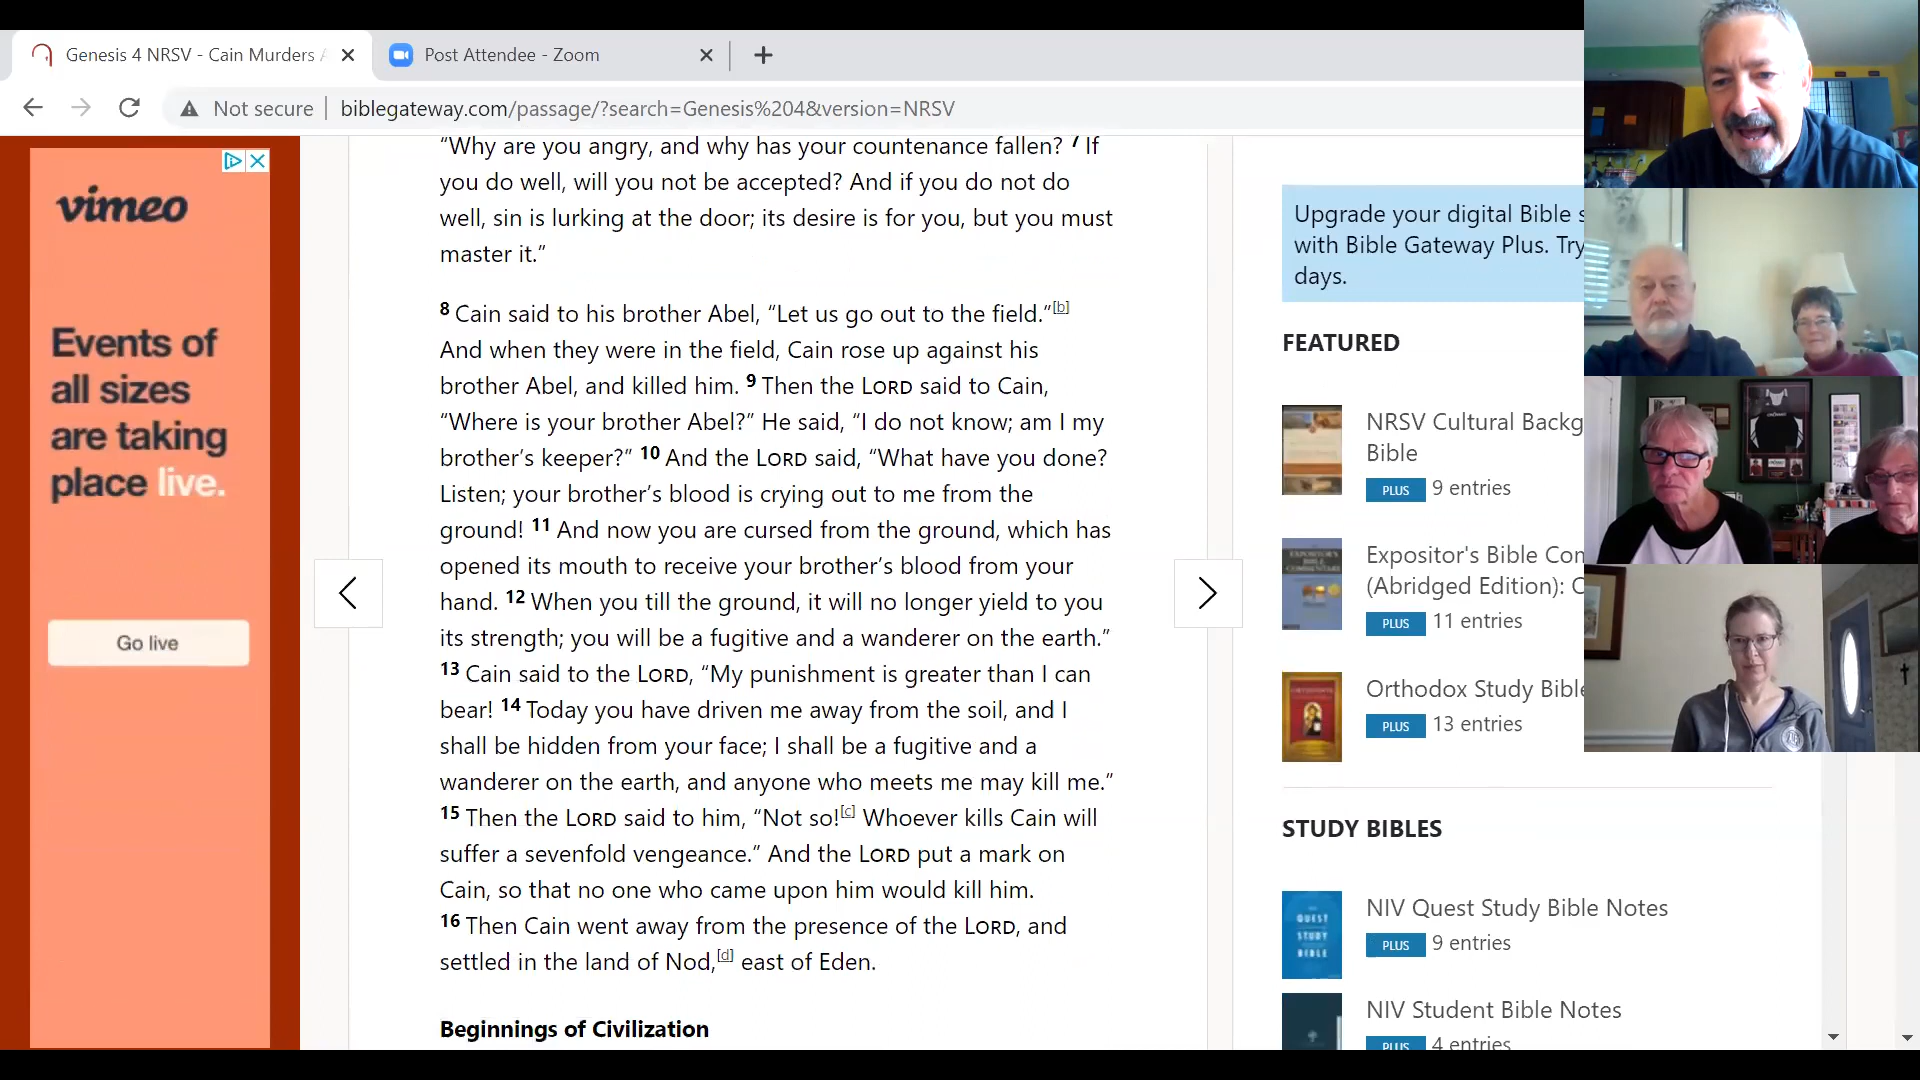 Genesis 4 NRSV - Cain Murders A
Post Attendee - Zoom
Not secure
biblegateway.com/passage/?search=Genesis%204&version=NRSV
vimeo
Events of
all sizes
are taking
place live.
Go live
“Why are you angry, and why has your countenance fallen? 7 If
you do well, will you not be accepted? And if you do not do
well, sin is lurking at the door; its desire is for you, but you must
master it.”
8 Cain said to his brother Abel, “Let us go out to the field.”[b]
And when they were in the field, Cain rose up against his
brother Abel, and killed him. 9 Then the LORD said to Cain,
“Where is your brother Abel?” He said, “I do not know; am I my
brother’s keeper?” 10 And the LORD said, “What have you done?
Listen; your brother’s blood is crying out to me from the
ground! 11 And now you are cursed from the ground, which has
opened its mouth to receive your brother’s blood from your
hand. 12 When you till the ground, it will no longer yield to you
its strength; you will be a fugitive and a wanderer on the earth.”
13 Cain said to the LORD, “My punishment is greater than I can
bear! 14 Today you have driven me away from the soil, and I
shall be hidden from your face; I shall be a fugitive and a
wanderer on the earth, and anyone who meets me may kill me.”
15 Then the LORD said to him, “Not so![c] Whoever kills Cain will
suffer a sevenfold vengeance.” And the LORD put a mark on
Cain, so that no one who came upon him would kill him.
16 Then Cain went away from the presence of the LORD, and
settled in the land of Nod,[d] east of Eden.
Beginnings of Civilization
Upgrade your digital Bible s
with Bible Gateway Plus. Try
days.
FEATURED
NRSV Cultural Backg
Bible
PLUS 9 entries
Expositor's Bible Con
(Abridged Edition): C
PLUS 11 entries
Orthodox Study Bible
PLUS 13 entries
STUDY BIBLES
QUEST
STUDY
BIBLE
NIV Quest Study Bible Notes
PLUS 9 entries
NIV Student Bible Notes
PLUS 4 entries